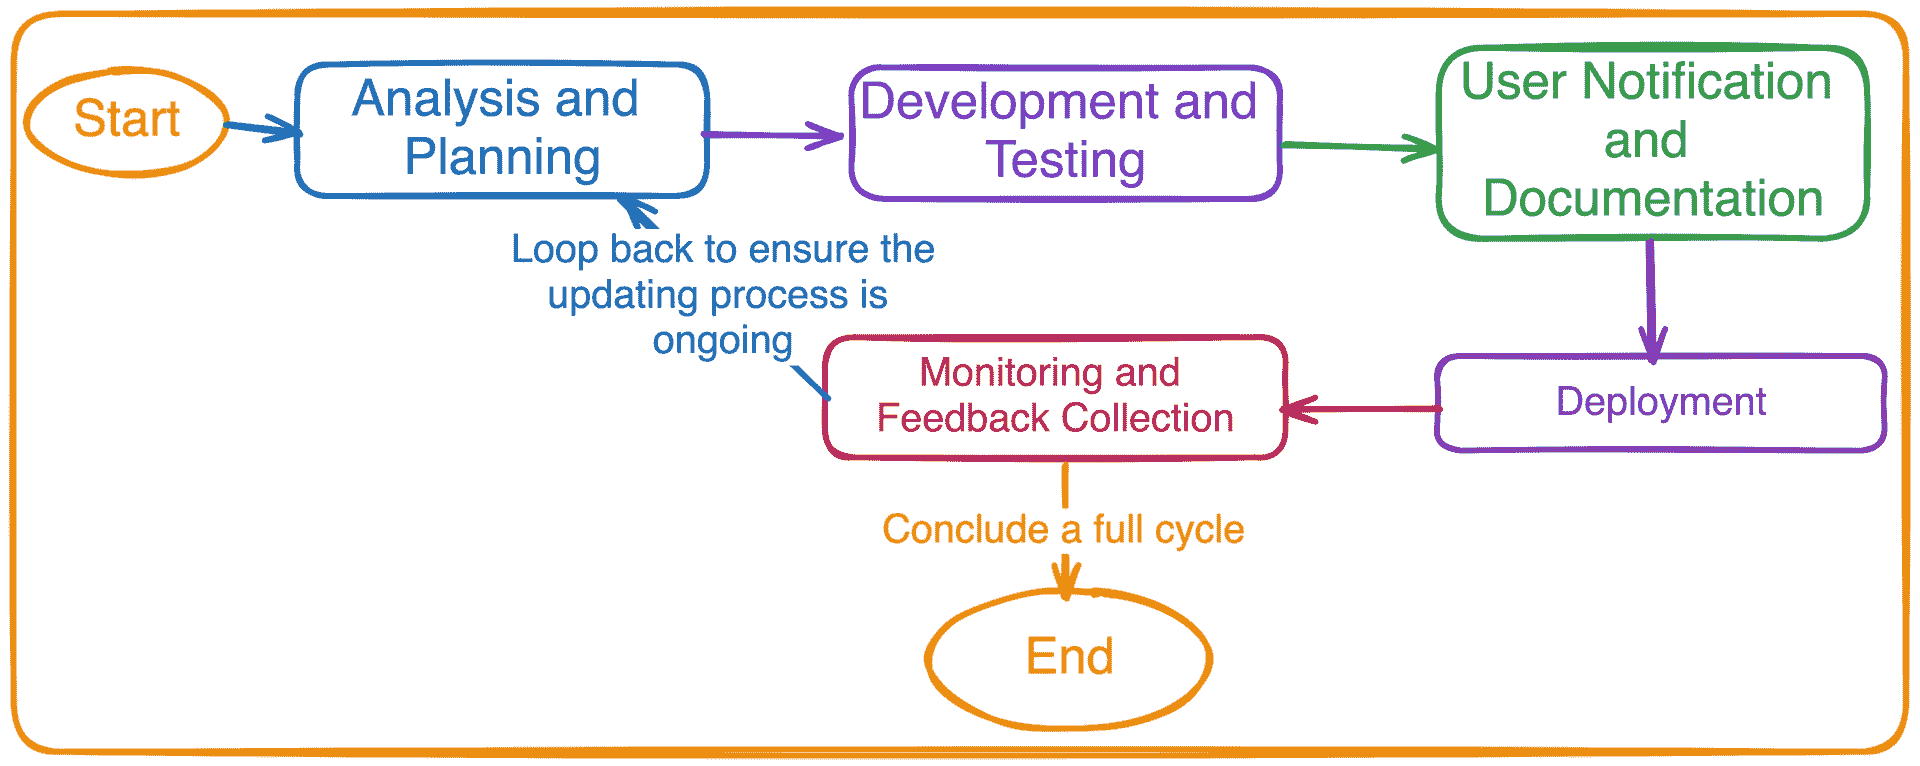 Start
Analysis and
Planning
Development and
Testing
User Notification
and
Documentation
Loop back to ensure the
updating process is
ongoing
Monitoring and
Feedback Collection
Deployment
Conclude a full cycle
End